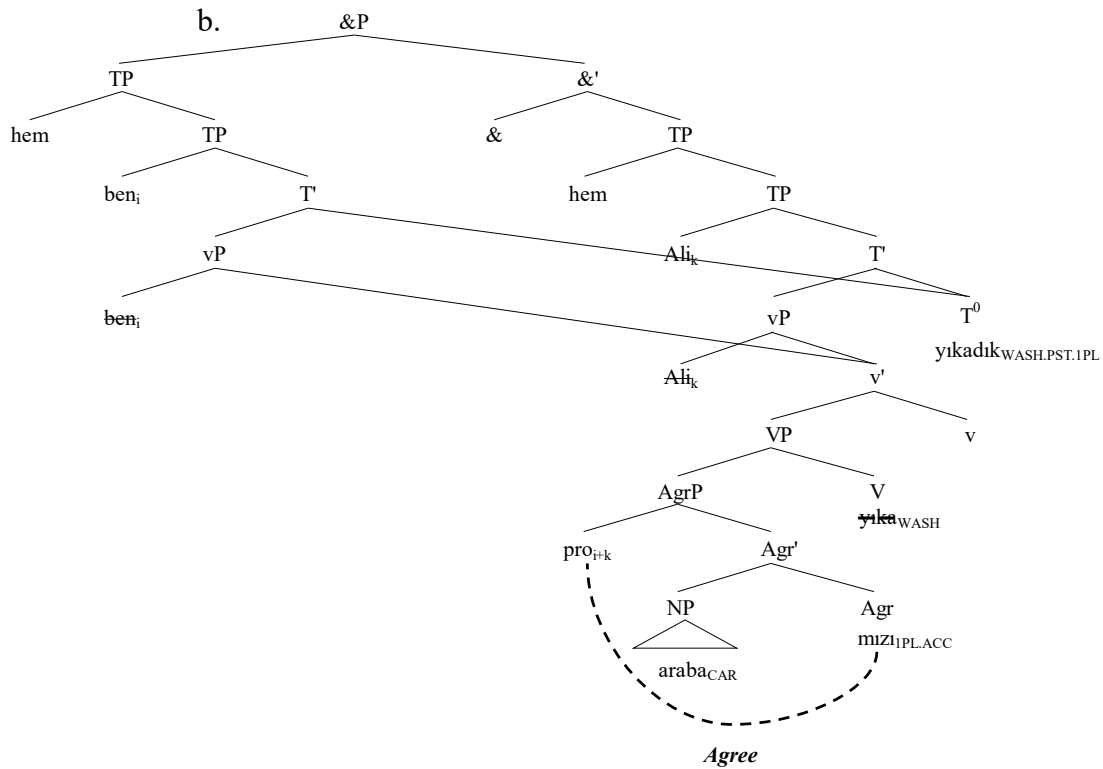 b. &P
TP &'
hem TP & TP
benᵢ T' hem TP
vP Aliₖ T'
benᵢ vP T⁰
yıkadıkWASH.PST.1PL
Aliₖ v'
VP v
AgrP V
yıkaWASH
proᵢ₊ₖ Agr'
NP Agr
mızı1PL.ACC
arabaCAR
Agree